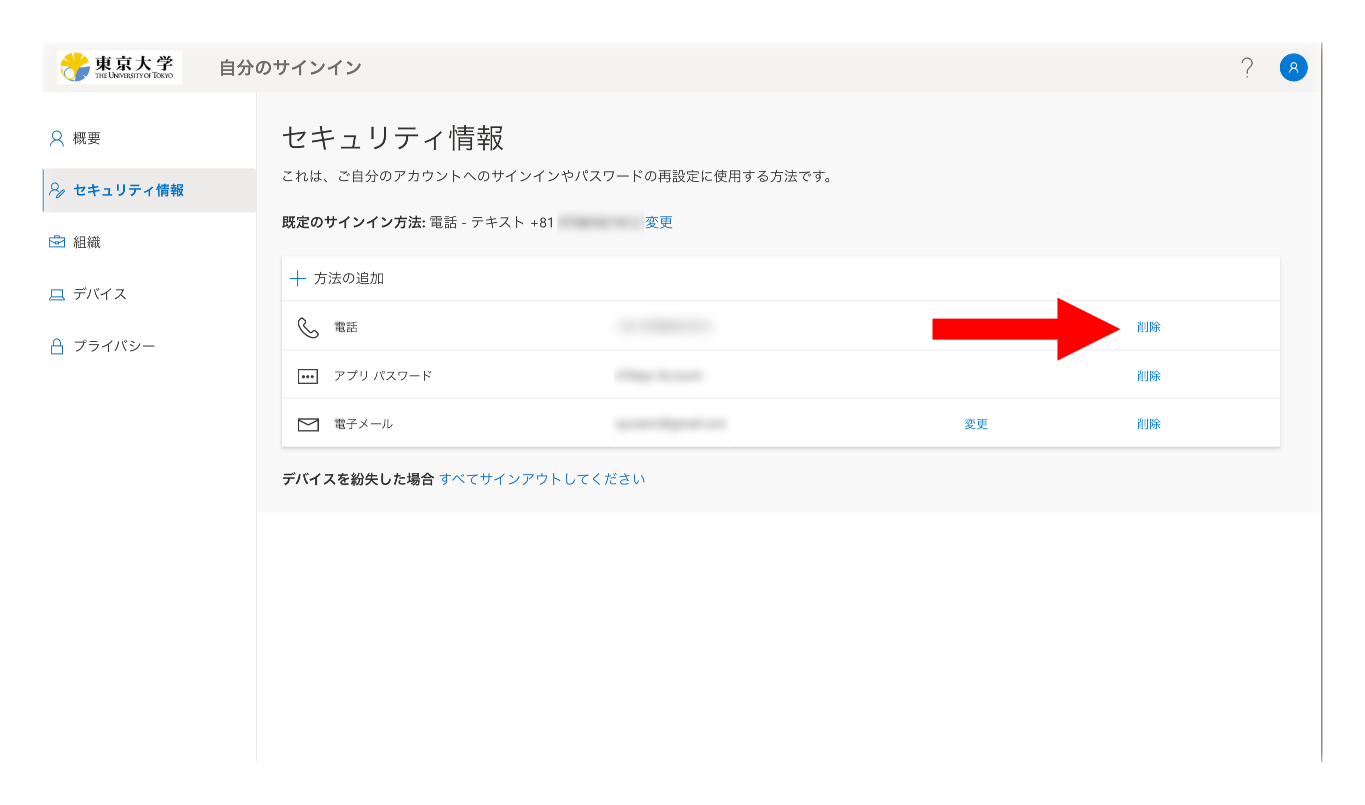 東京大学
THE UNIVERSITY OF TOKYO
自分のサインイン
?
概要
セキュリティ情報
組織
デバイス
プライバシー
セキュリティ情報
これは、ご自分のアカウントへのサインインやパスワードの再設定に使用する方法です。
既定のサインイン方法: 電話 - テキスト +81 変更
+ 方法の追加
電話 削除
アプリ パスワード 削除
電子メール 変更 削除
デバイスを紛失した場合 すべてサインアウトしてください